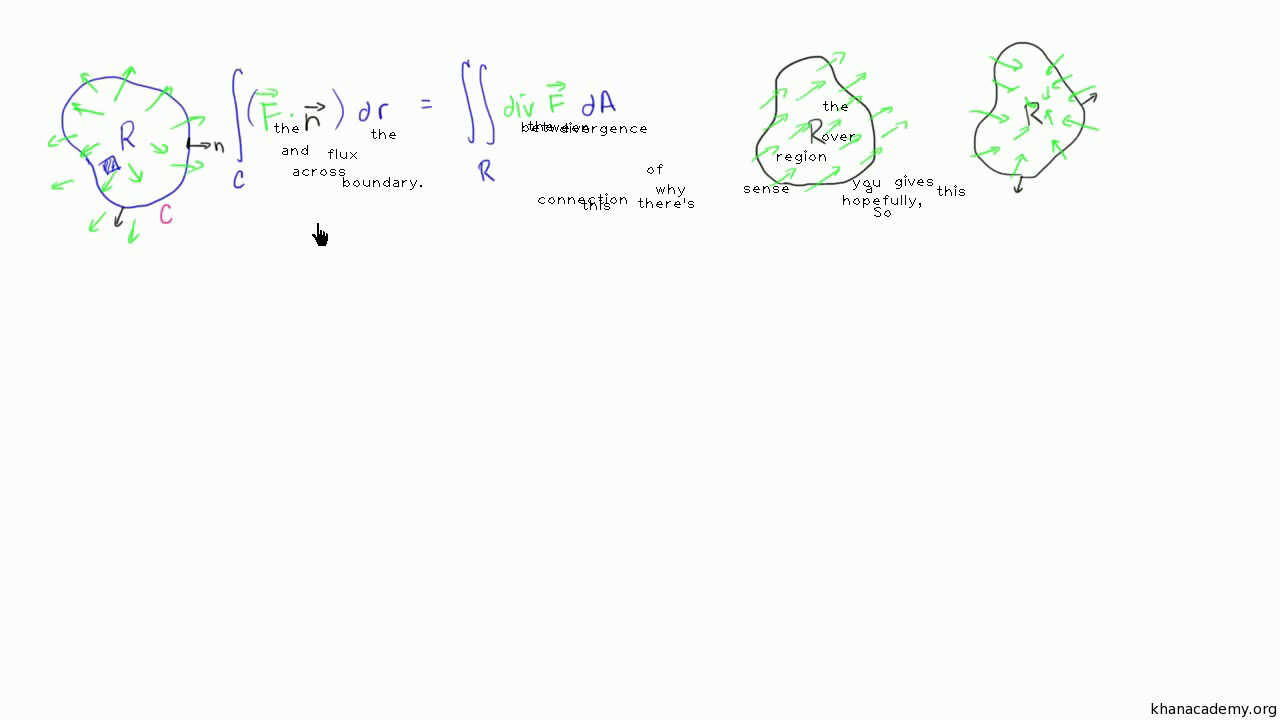 R
n
C
∫ (F⃗ · n⃗) dr = ∬ div F⃗ dA
C
R
the
the
and flux
across
boundary.
between
the divergence
of
why
connection this there's
R
the
over
region
sense you gives this
a
hopefully,
So
R
khanacademy.org